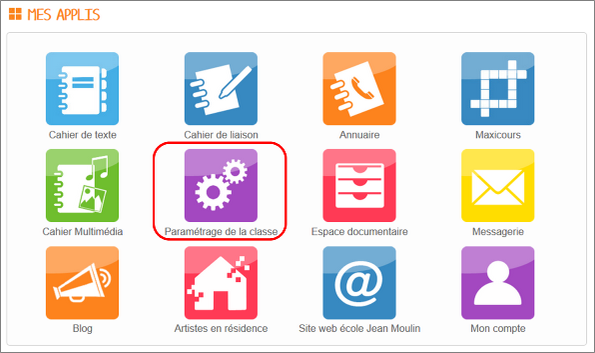 MES APPLIS
Cahier de texte
Cahier de liaison
Annuaire
Maxicours
Cahier Multimédia
Paramétrage de la classe
Espace documentaire
Messagerie
Blog
Artistes en résidence
Site web école Jean Moulin
Mon compte